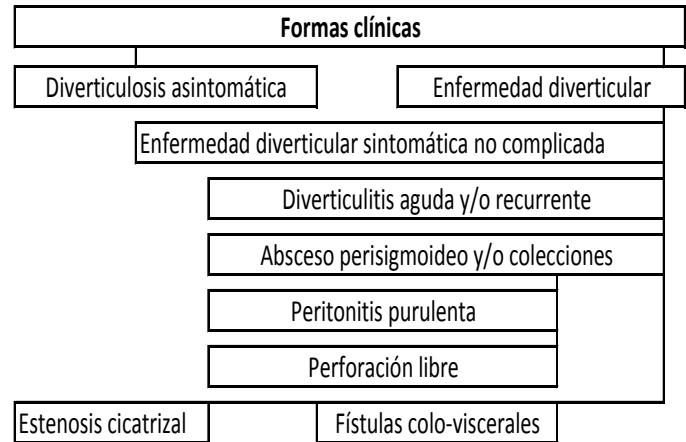 Formas clínicas
Diverticulosis asintomática
Enfermedad diverticular
Enfermedad diverticular sintomática no complicada
Diverticulitis aguda y/o recurrente
Absceso perisigmoideo y/o colecciones
Peritonitis purulenta
Perforación libre
Estenosis cicatrizal
Fístulas colo-viscerales